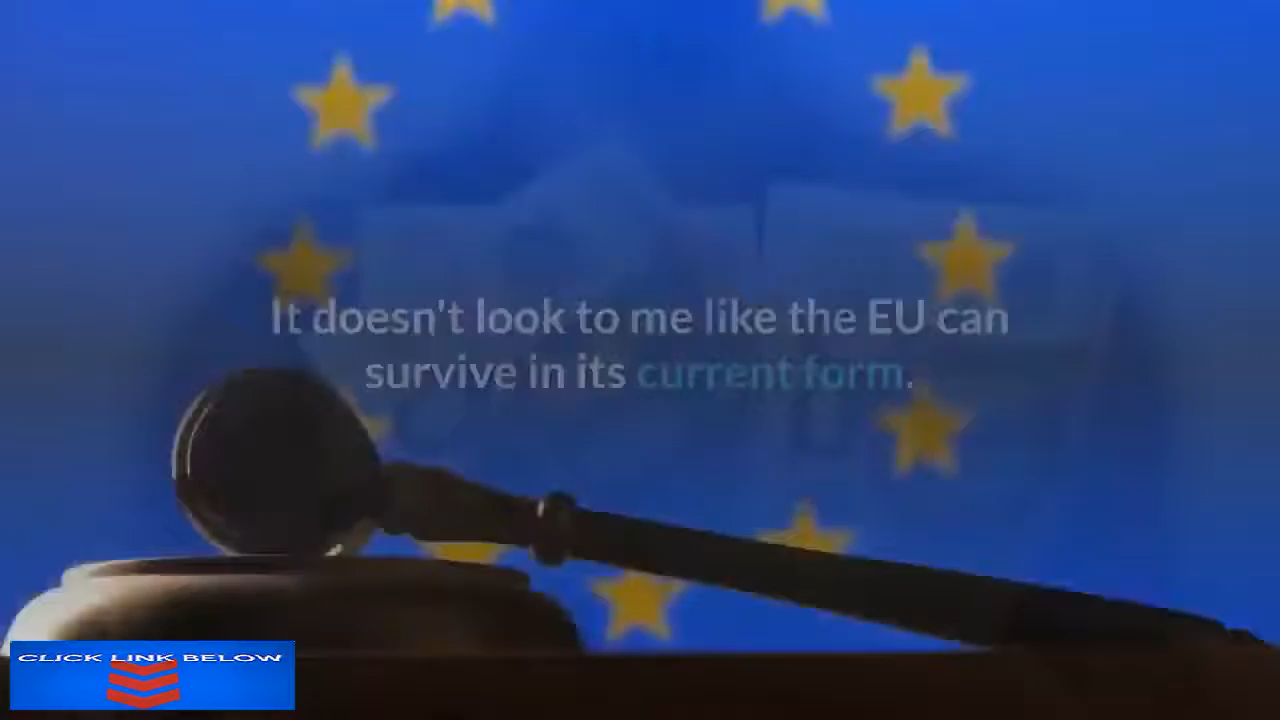 It doesn't look to me like the EU can
survive in its current form.
CLICK LINK BELOW